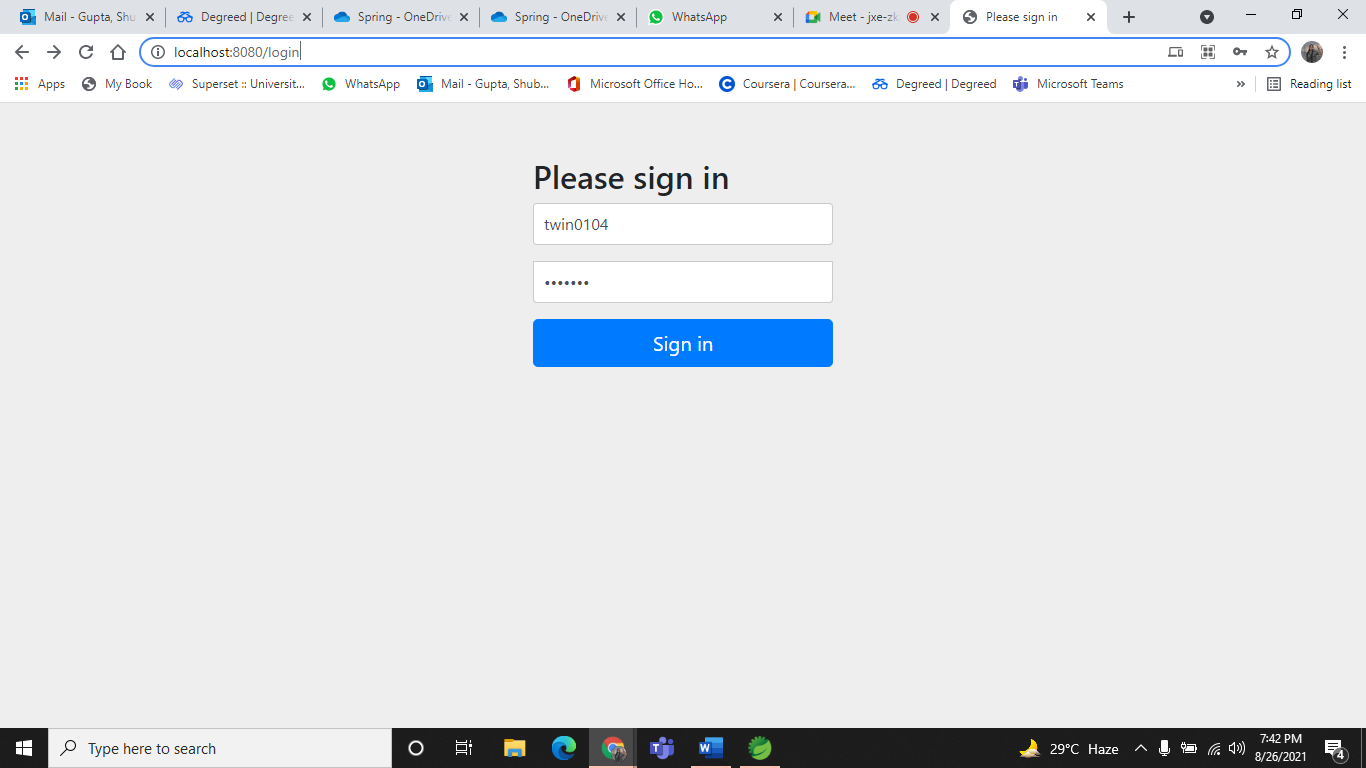 Mail - Gupta, Shu
Degreed | Degree
Spring - OneDrive
Spring - OneDrive
WhatsApp
Meet - jxe-zk
Please sign in
localhost:8080/login
Apps
My Book
Superset :: Universit...
WhatsApp
Mail - Gupta, Shub...
Microsoft Office Ho...
Coursera | Coursera...
Degreed | Degreed
Microsoft Teams
»
Reading list
Please sign in
twin0104
•••••••
Sign in
Type here to search
29°C Haze
7:42 PM
8/26/2021
4